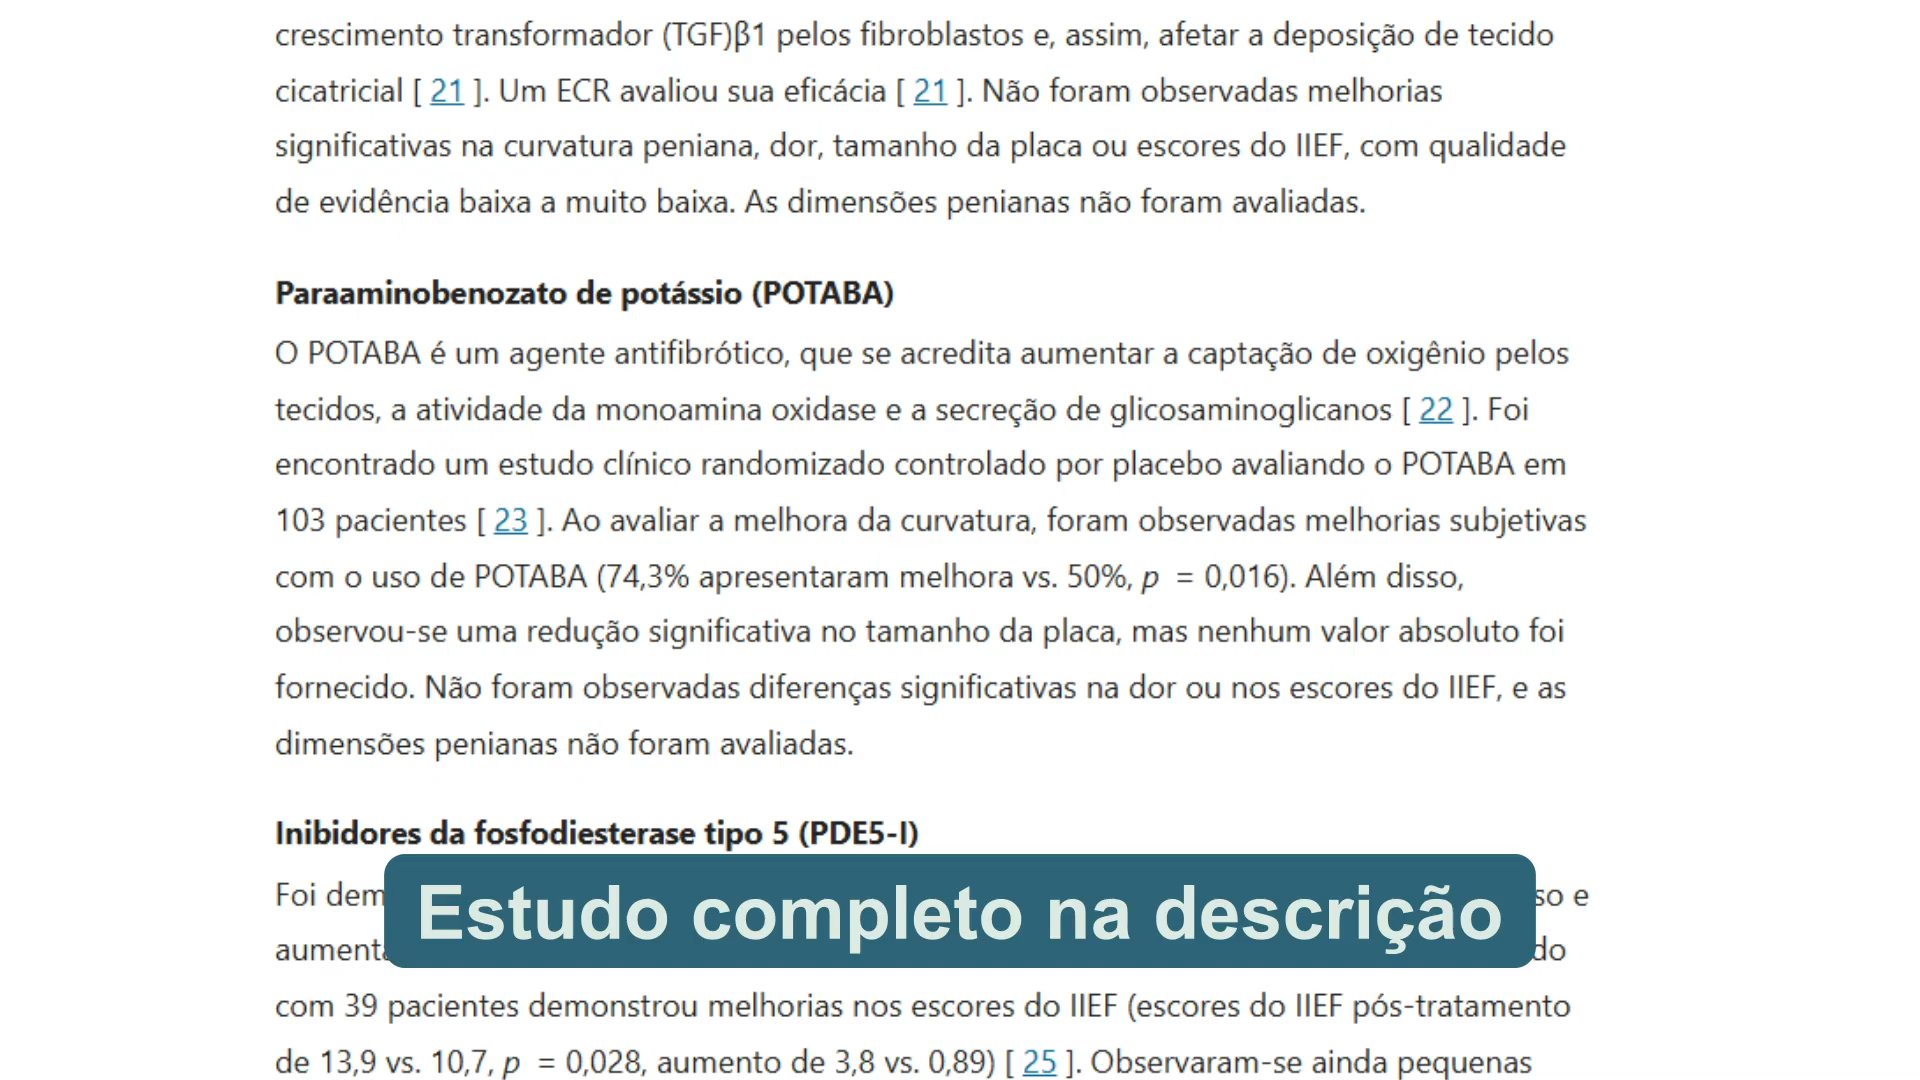 crescimento transformador (TGF)β1 pelos fibroblastos e, assim, afetar a deposição de tecido
cicatricial [ 21 ]. Um ECR avaliou sua eficácia [ 21 ]. Não foram observadas melhorias
significativas na curvatura peniana, dor, tamanho da placa ou escores do IIEF, com qualidade
de evidência baixa a muito baixa. As dimensões penianas não foram avaliadas.
Paraaminobenozato de potássio (POTABA)
O POTABA é um agente antifibrótico, que se acredita aumentar a captação de oxigênio pelos
tecidos, a atividade da monoamina oxidase e a secreção de glicosaminoglicanos [ 22 ]. Foi
encontrado um estudo clínico randomizado controlado por placebo avaliando o POTABA em
103 pacientes [ 23 ]. Ao avaliar a melhora da curvatura, foram observadas melhorias subjetivas
com o uso de POTABA (74,3% apresentaram melhora vs. 50%, p = 0,016). Além disso,
observou-se uma redução significativa no tamanho da placa, mas nenhum valor absoluto foi
fornecido. Não foram observadas diferenças significativas na dor ou nos escores do IIEF, e as
dimensões penianas não foram avaliadas.
Inibidores da fosfodiesterase tipo 5 (PDE5-I)
Foi dem so e
Estudo completo na descrição
aument do
com 39 pacientes demonstrou melhorias nos escores do IIEF (escores do IIEF pós-tratamento
de 13,9 vs. 10,7, p = 0,028, aumento de 3,8 vs. 0,89) [ 25 ]. Observaram-se ainda pequenas